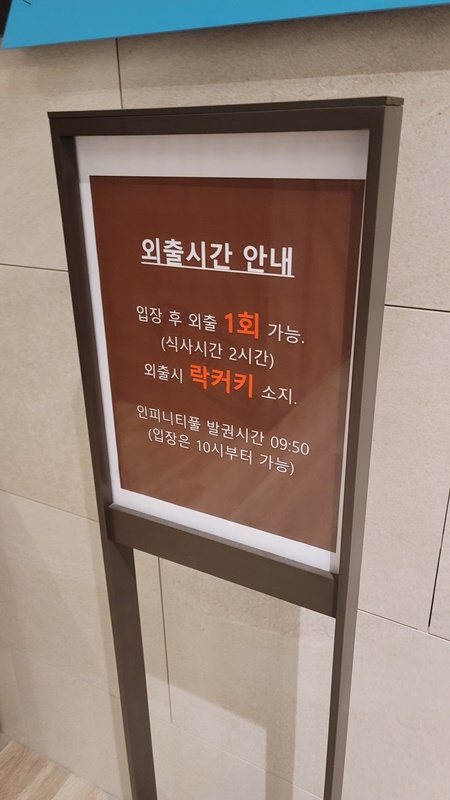 외출시간 안내
입장 후 외출 1회 가능.
(식사시간 2시간)
외출시 락커키 소지.
인피니티풀 발권시간 09:50
(입장은 10시부터 가능)